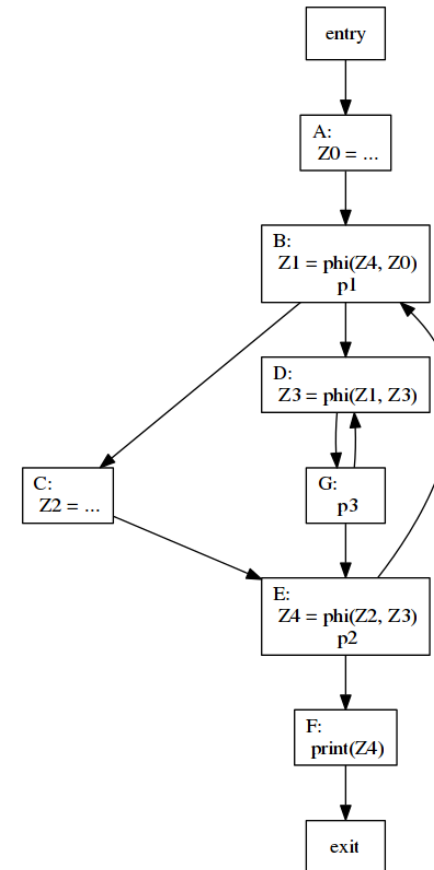 entry
A:
Z0 = ...
B:
Z1 = phi(Z4, Z0)
p1
D:
Z3 = phi(Z1, Z3)
C:
Z2 = ...
G:
p3
E:
Z4 = phi(Z2, Z3)
p2
F:
print(Z4)
exit